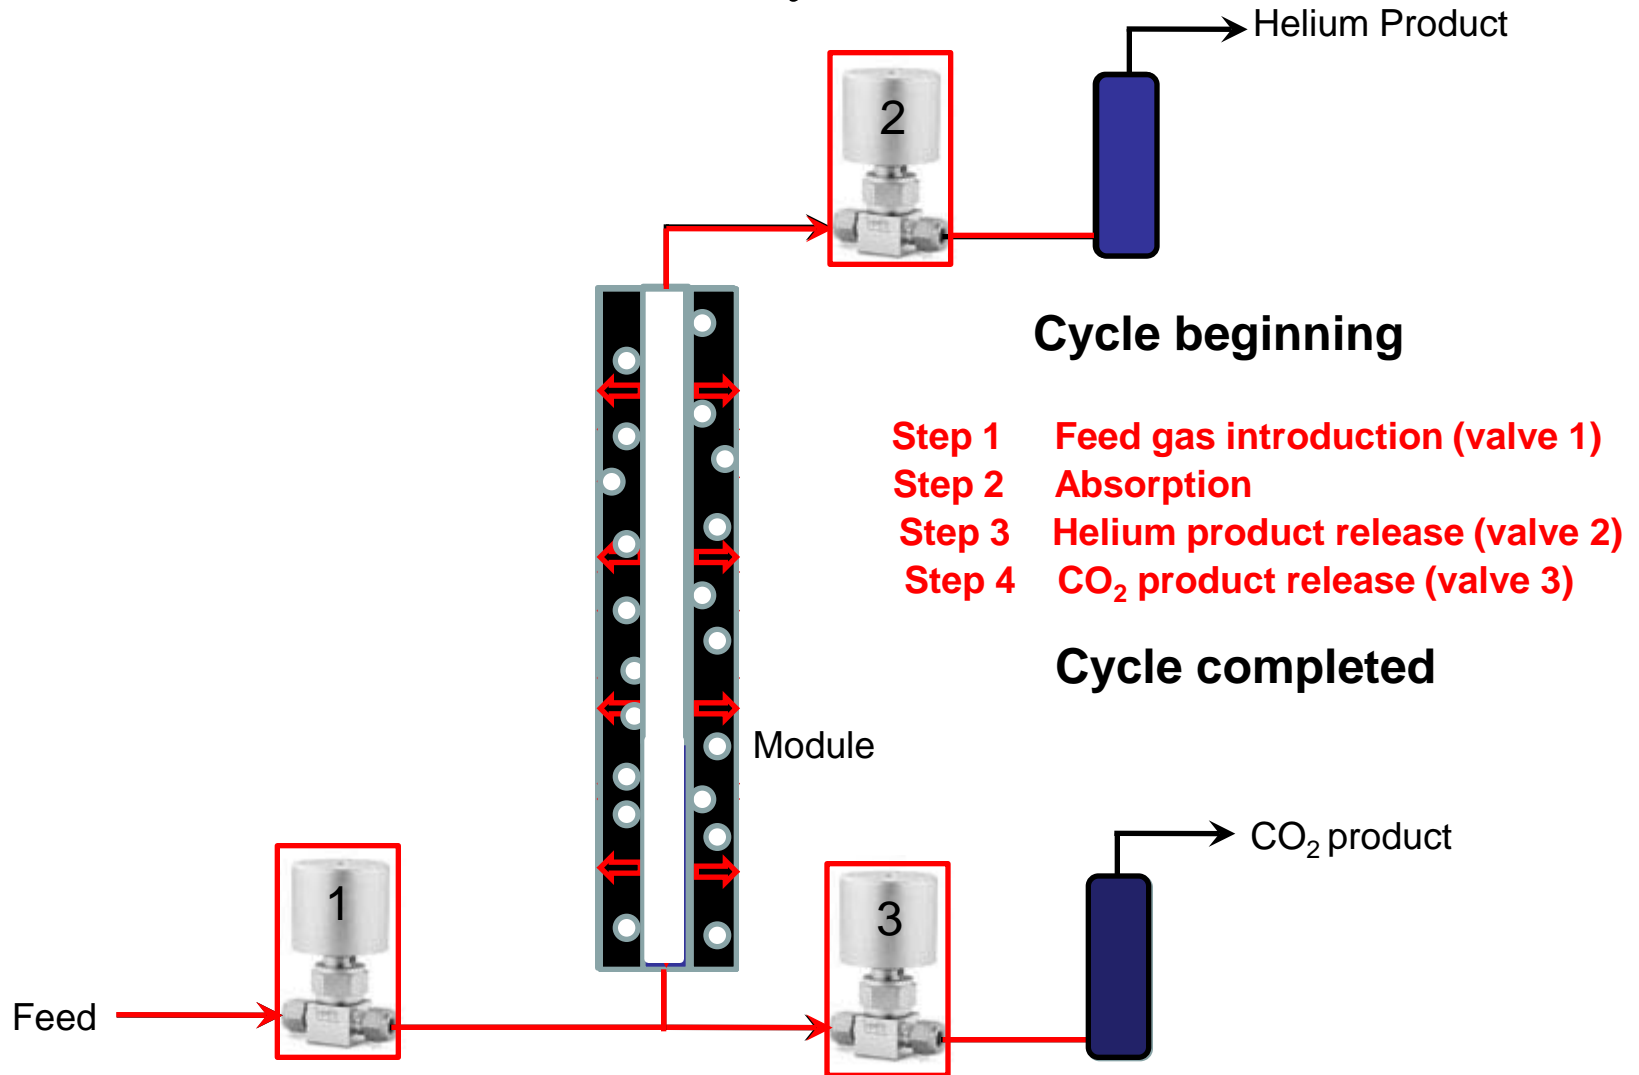 Helium Product
2
Cycle beginning
Step 1 Feed gas introduction (valve 1)
Step 2 Absorption
Step 3 Helium product release (valve 2)
Step 4 CO2 product release (valve 3)
Cycle completed
Module
CO2 product
1
3
Feed